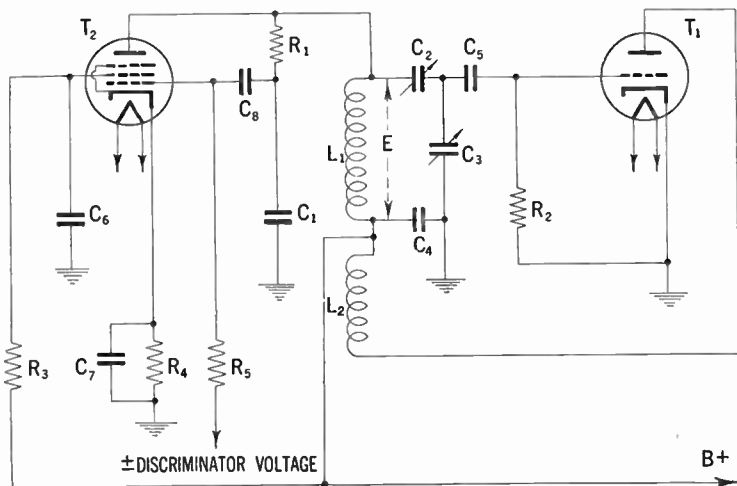 T₂
R₁
C₂
C₅
T₁
C₈
L₁
E
C₃
C₆
C₁
C₄
R₂
L₂
R₃
C₇
R₄
R₅
±DISCRIMINATOR VOLTAGE
B+